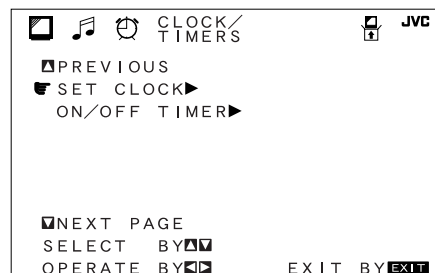 CLOCK/
TIMERS
JVC
▲PREVIOUS
SET CLOCK▶
ON/OFF TIMER▶
▼NEXT PAGE
SELECT BY▲▼
OPERATE BY◀▶ EXIT BY EXIT